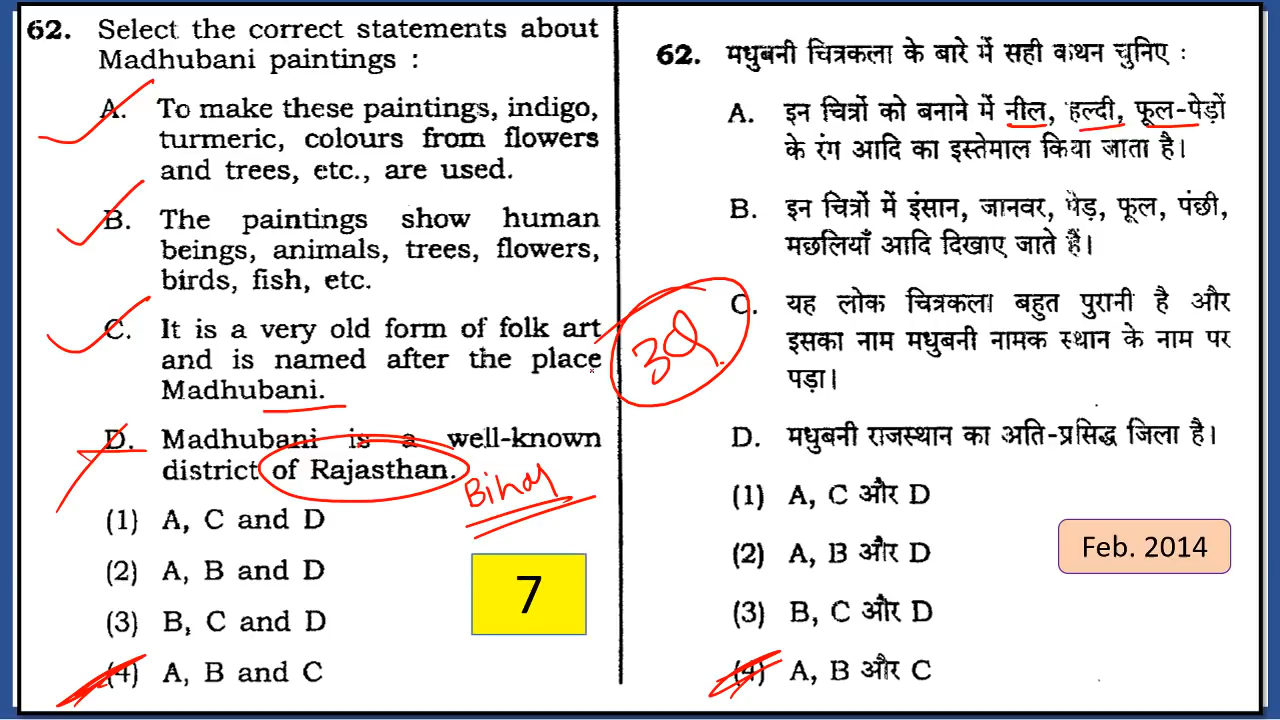 62. Select the correct statements about
Madhubani paintings :
A. To make these paintings, indigo,
turmeric, colours from flowers
and trees, etc., are used.
B. The paintings show human
beings, animals, trees, flowers,
birds, fish, etc.
C. It is a very old form of folk art
and is named after the place
Madhubani.
D. Madhubani is a well-known
district of Rajasthan.
Bihar
(1) A, C and D
(2) A, B and D
(3) B, C and D
(4) A, B and C
7
62. मधुबनी चित्रकला के बारे में सही कथन चुनिए :
A. इन चित्रों को बनाने में नील, हल्दी, फूल-पेड़ों
के रंग आदि का इस्तेमाल किया जाता है।
B. इन चित्रों में इंसान, जानवर, पेड़, फूल, पंछी,
मछलियाँ आदि दिखाए जाते हैं।
C. यह लोक चित्रकला बहुत पुरानी है और
इसका नाम मधुबनी नामक स्थान के नाम पर
पड़ा।
D. मधुबनी राजस्थान का अति-प्रसिद्ध जिला है।
(1) A, C और D
(2) A, B और D
(3) B, C और D
(4) A, B और C
Feb. 2014